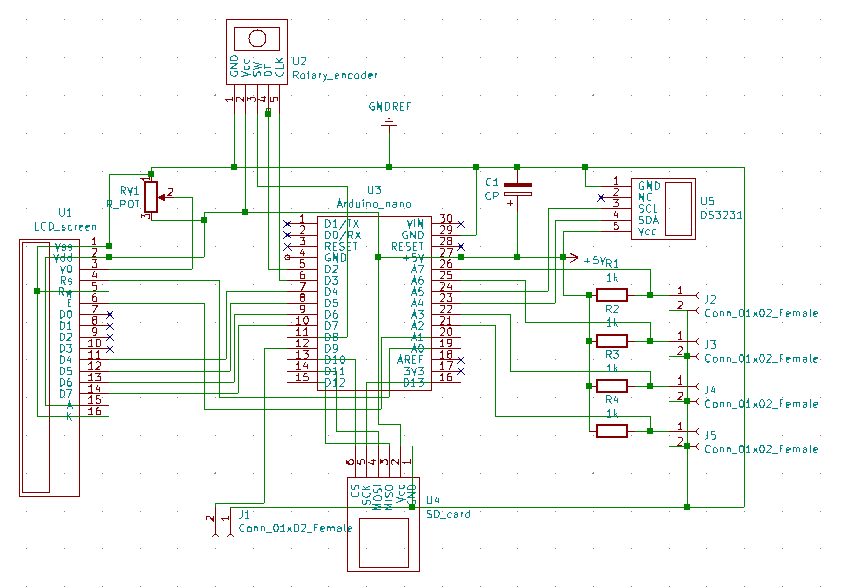 GND
Vcc
SW
DT
CLK
1
2
3
4
5
U2
Rotary_encoder
GNDREF
RV1
R_POT
1
2
3
U1
LCD_screen
Vss 1
Vdd 2
V0 3
Rs 4
Rw 5
E 6
D0 7
D1 8
D2 9
D3 10
D4 11
D5 12
D6 13
D7 14
A 15
K 16
U3
Arduino_nano
1 D1/TX VIN 30
2 D0/RX GND 29
3 RESET RESET 28
4 GND +5V 27
5 D2 A7 26
6 D3 A6 25
7 D4 A5 24
8 D5 A4 23
9 D6 A3 22
10 D7 A2 21
11 D8 A1 20
12 D9 A0 19
13 D10 AREF 18
14 D11 3V3 17
15 D12 D13 16
C1
CP
+
1 GND
2 NC
3 SCL
4 SDA
5 Vcc
U5
DS3231
+5V
R1
1k
R2
1k
R3
1k
R4
1k
1
2
J2
Conn_01x02_Female
1
2
J3
Conn_01x02_Female
1
2
J4
Conn_01x02_Female
1
2
J5
Conn_01x02_Female
6
5
4
3
2
1
CS
SCK
MOSI
MISO
Vcc
GND
U4
SD_card
2
1
J1
Conn_01x02_Female